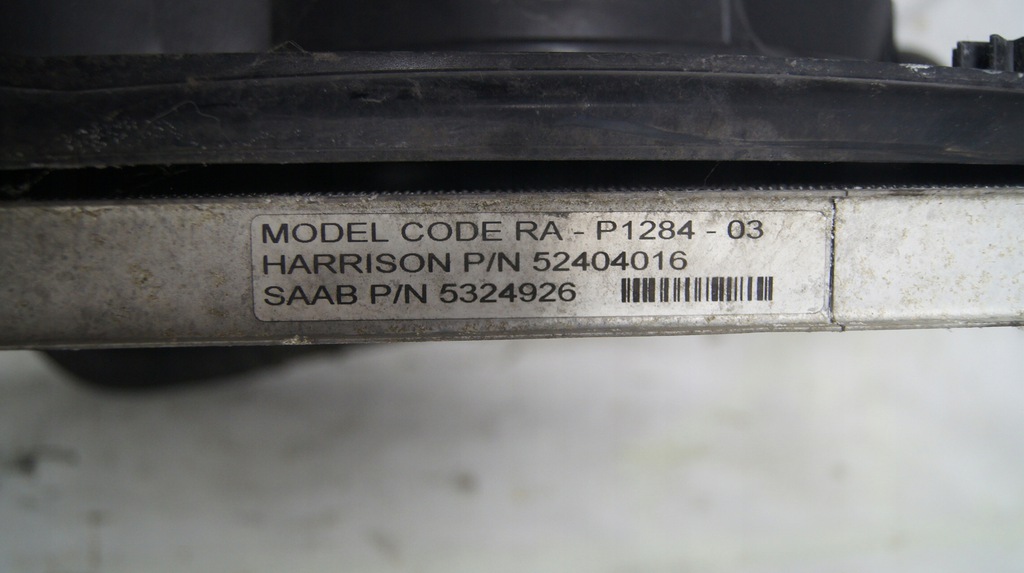 MODEL CODE RA - P1284 - 03
HARRISON P/N 52404016
SAAB P/N 5324926